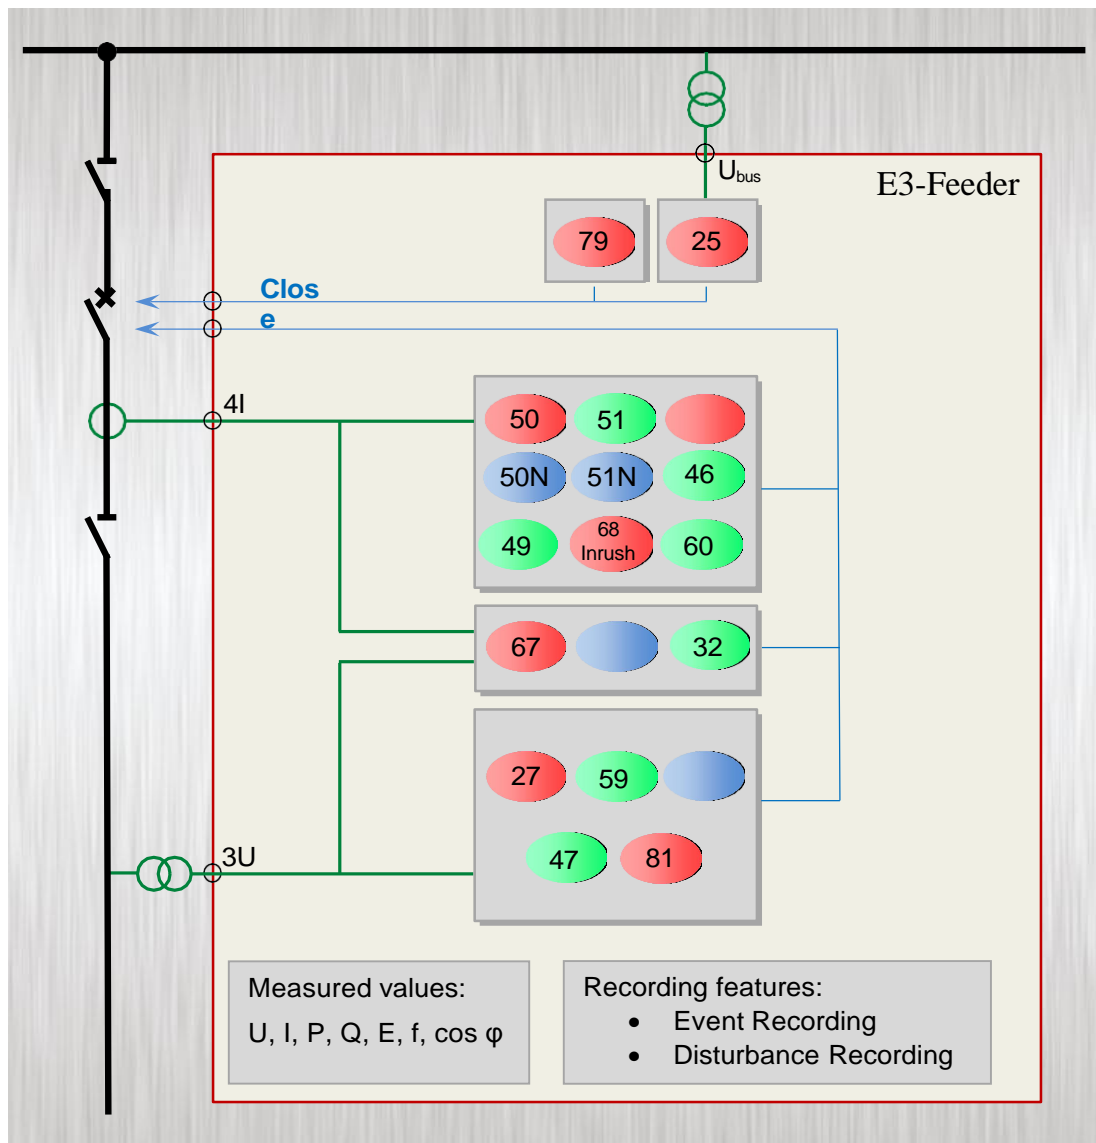 U bus
E3-Feeder
79
25
Clos
e
4I
50
51
50N
51N
46
49
68
Inrush
60
67
32
27
59
47
81
3U
Measured values:
U, I, P, Q, E, f, cos φ
Recording features:
• Event Recording
• Disturbance Recording